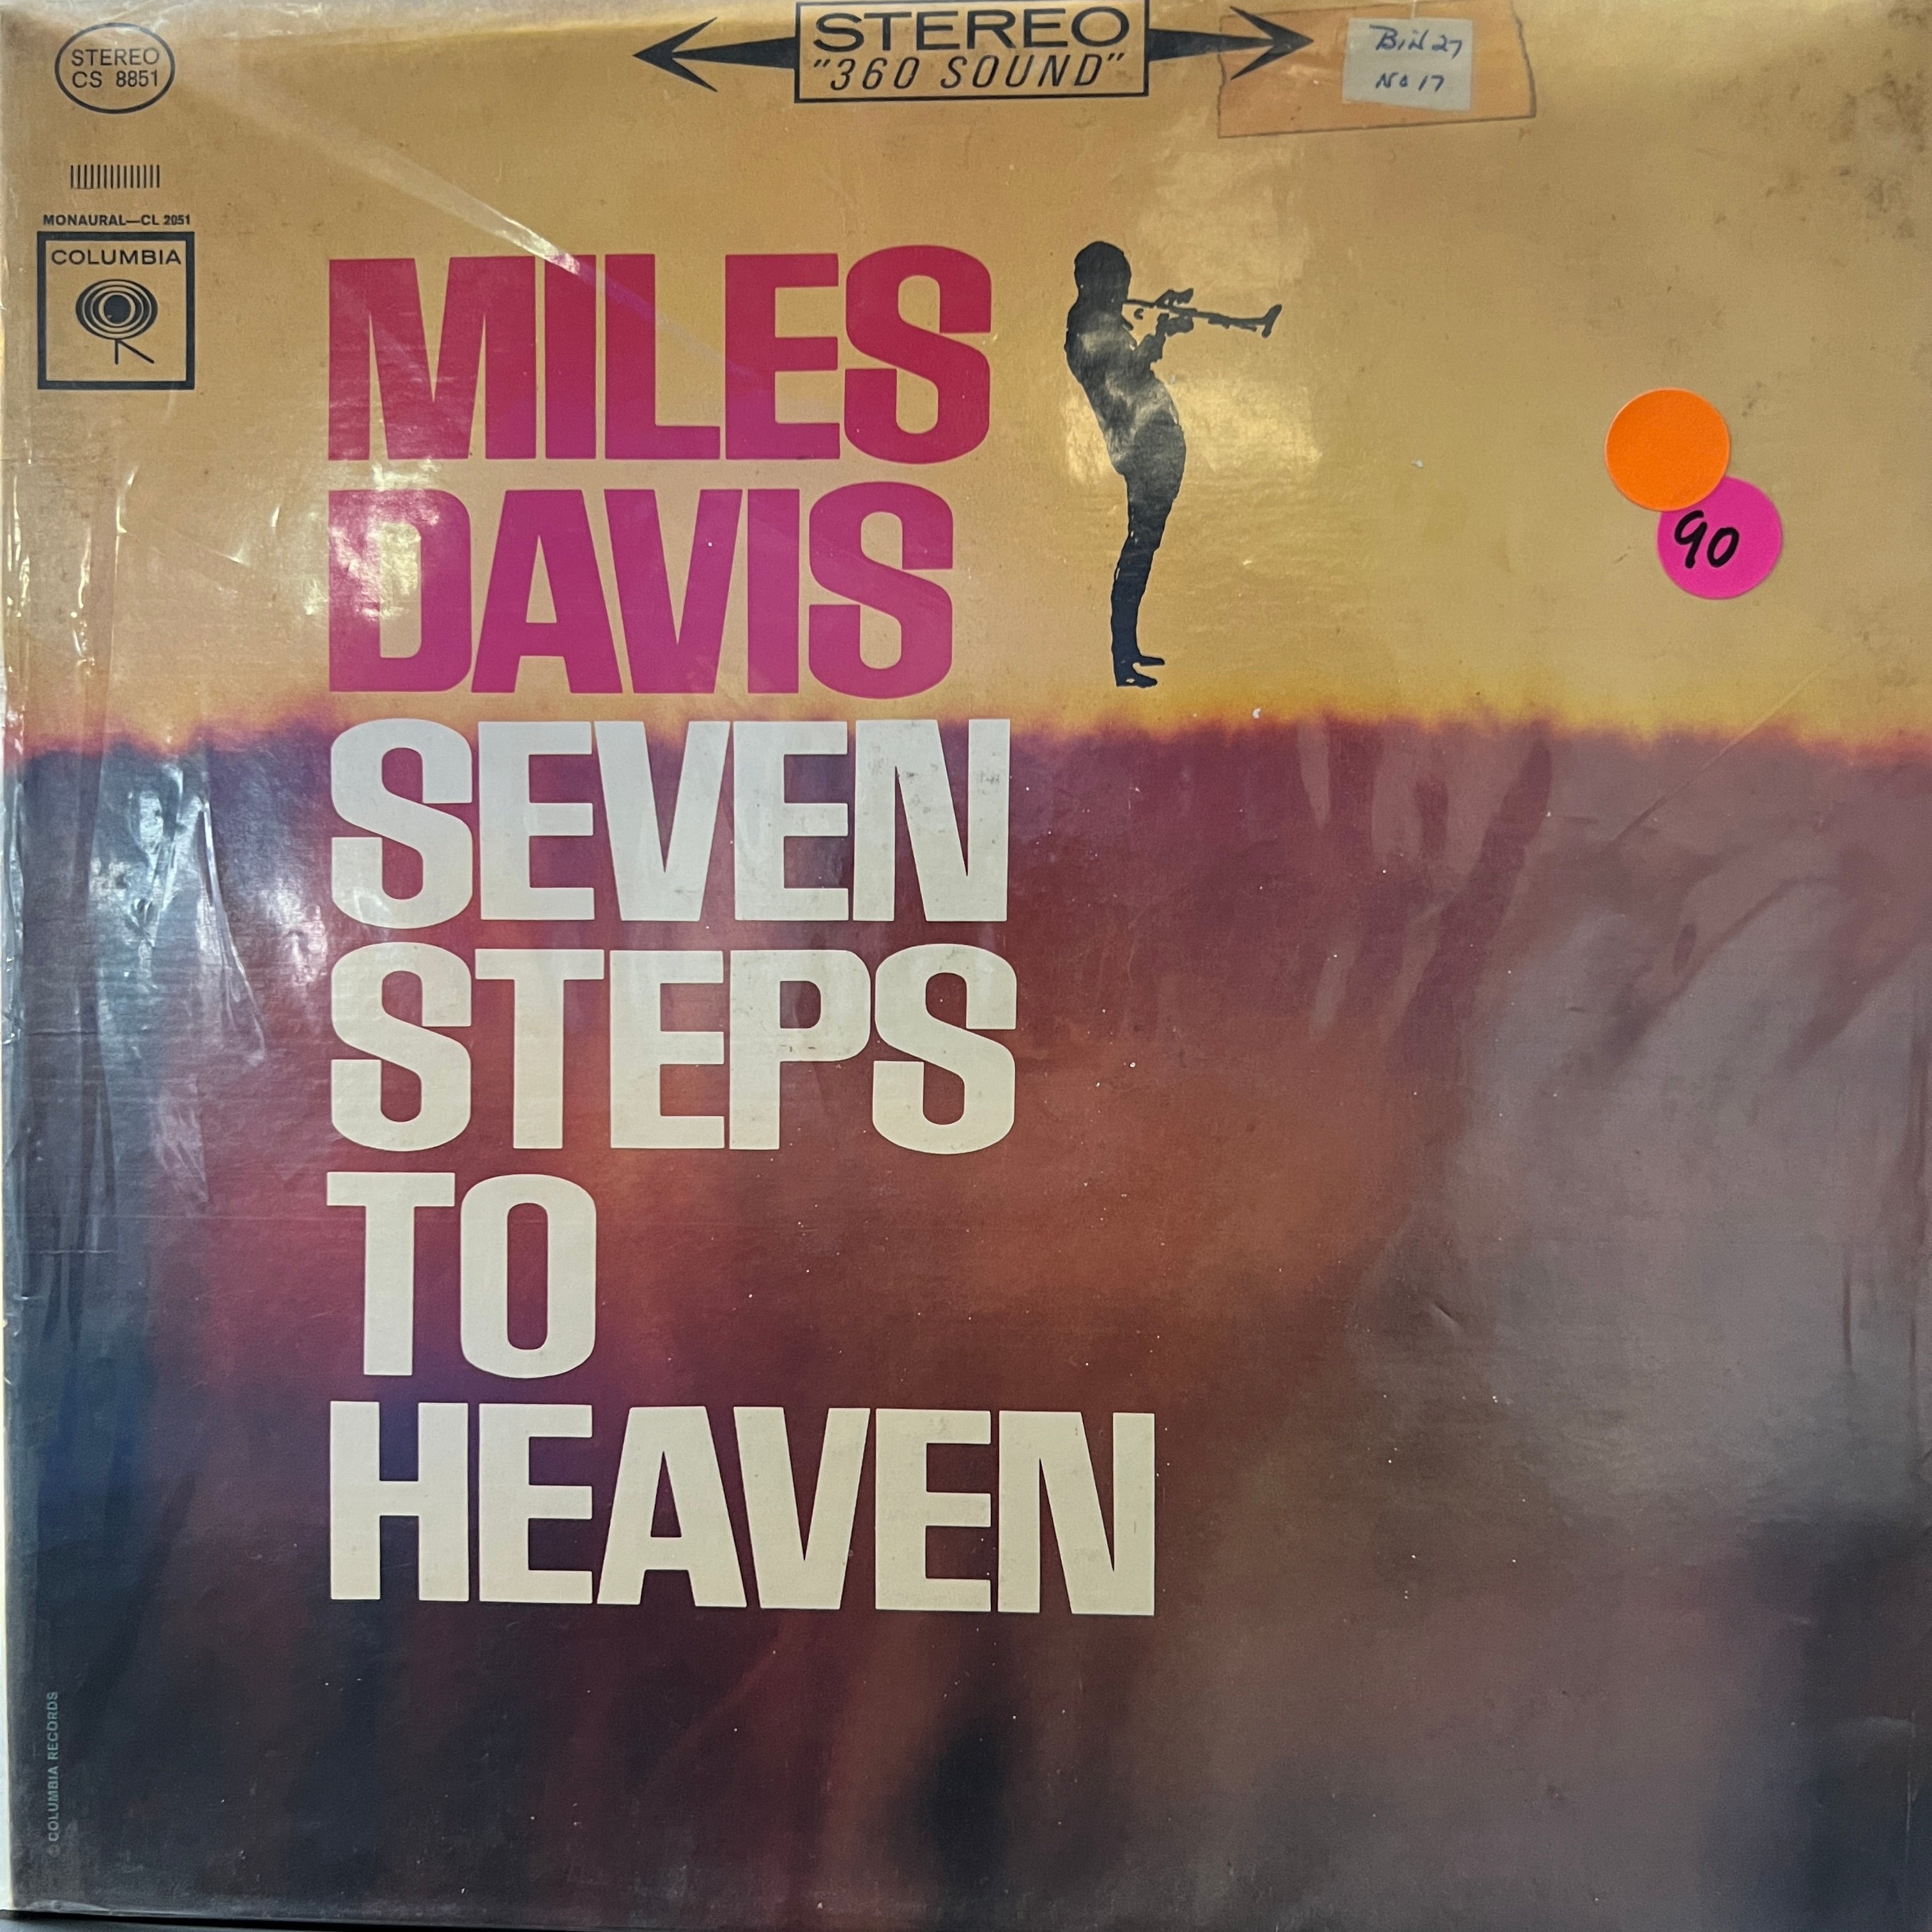 STEREO
CS 8851
STEREO
"360 SOUND"
BIN 27
No 17
MONAURAL—CL 2051
COLUMBIA
MILES
DAVIS
90
SEVEN
STEPS
TO
HEAVEN
© COLUMBIA RECORDS